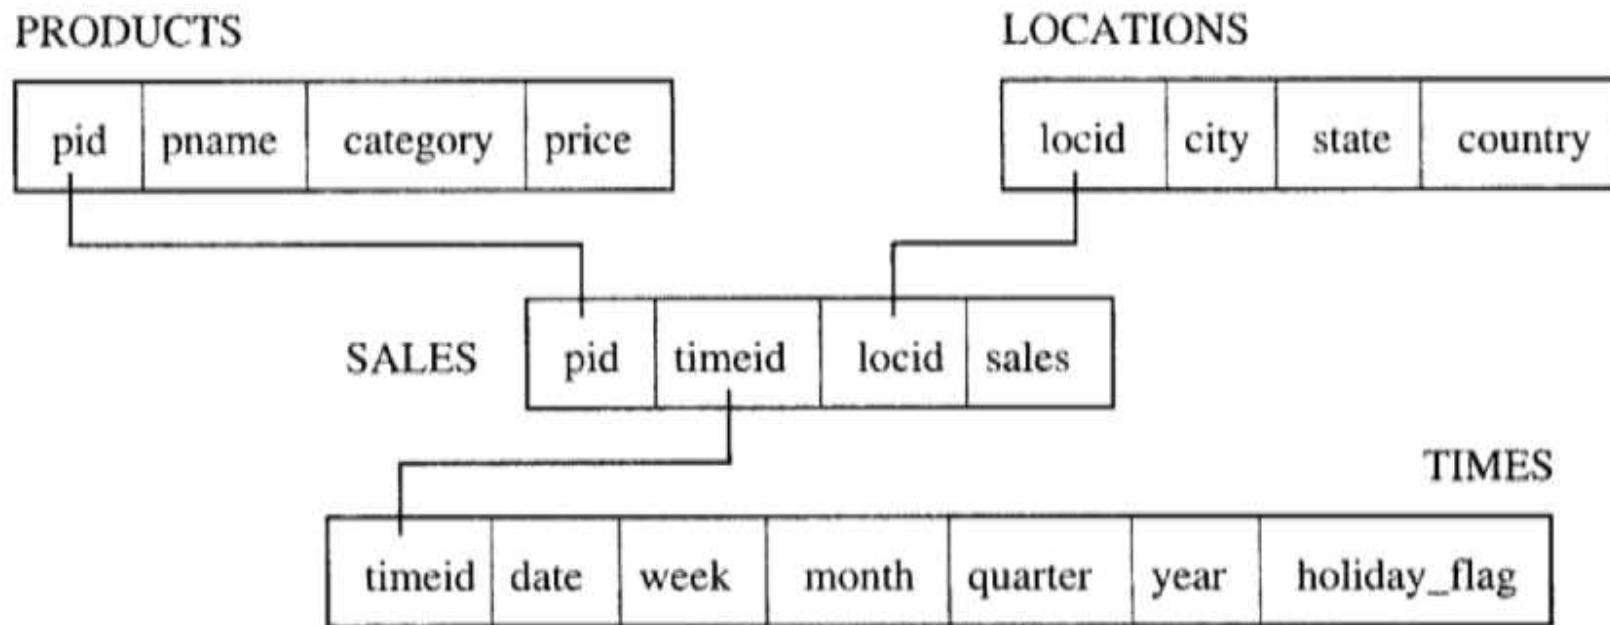 PRODUCTS LOCATIONS
pid pname category price locid city state country
SALES pid timeid locid sales
TIMES
timeid date week month quarter year holiday_flag